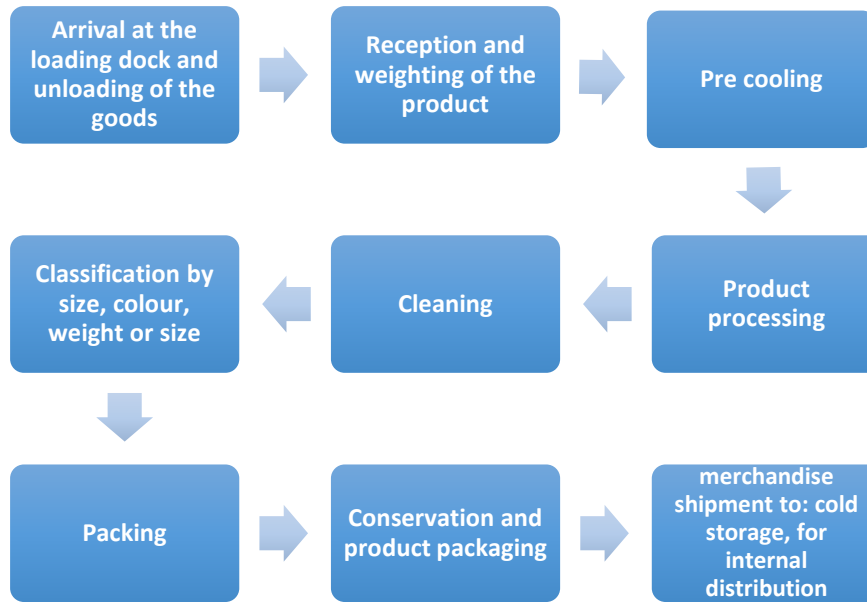 Arrival at the
loading dock and
unloading of the
goods
Reception and
weighting of the
product
Pre cooling
Product
processing
Cleaning
Classification by
size, colour,
weight or size
Packing
Conservation and
product packaging
merchandise
shipment to: cold
storage, for
internal
distribution